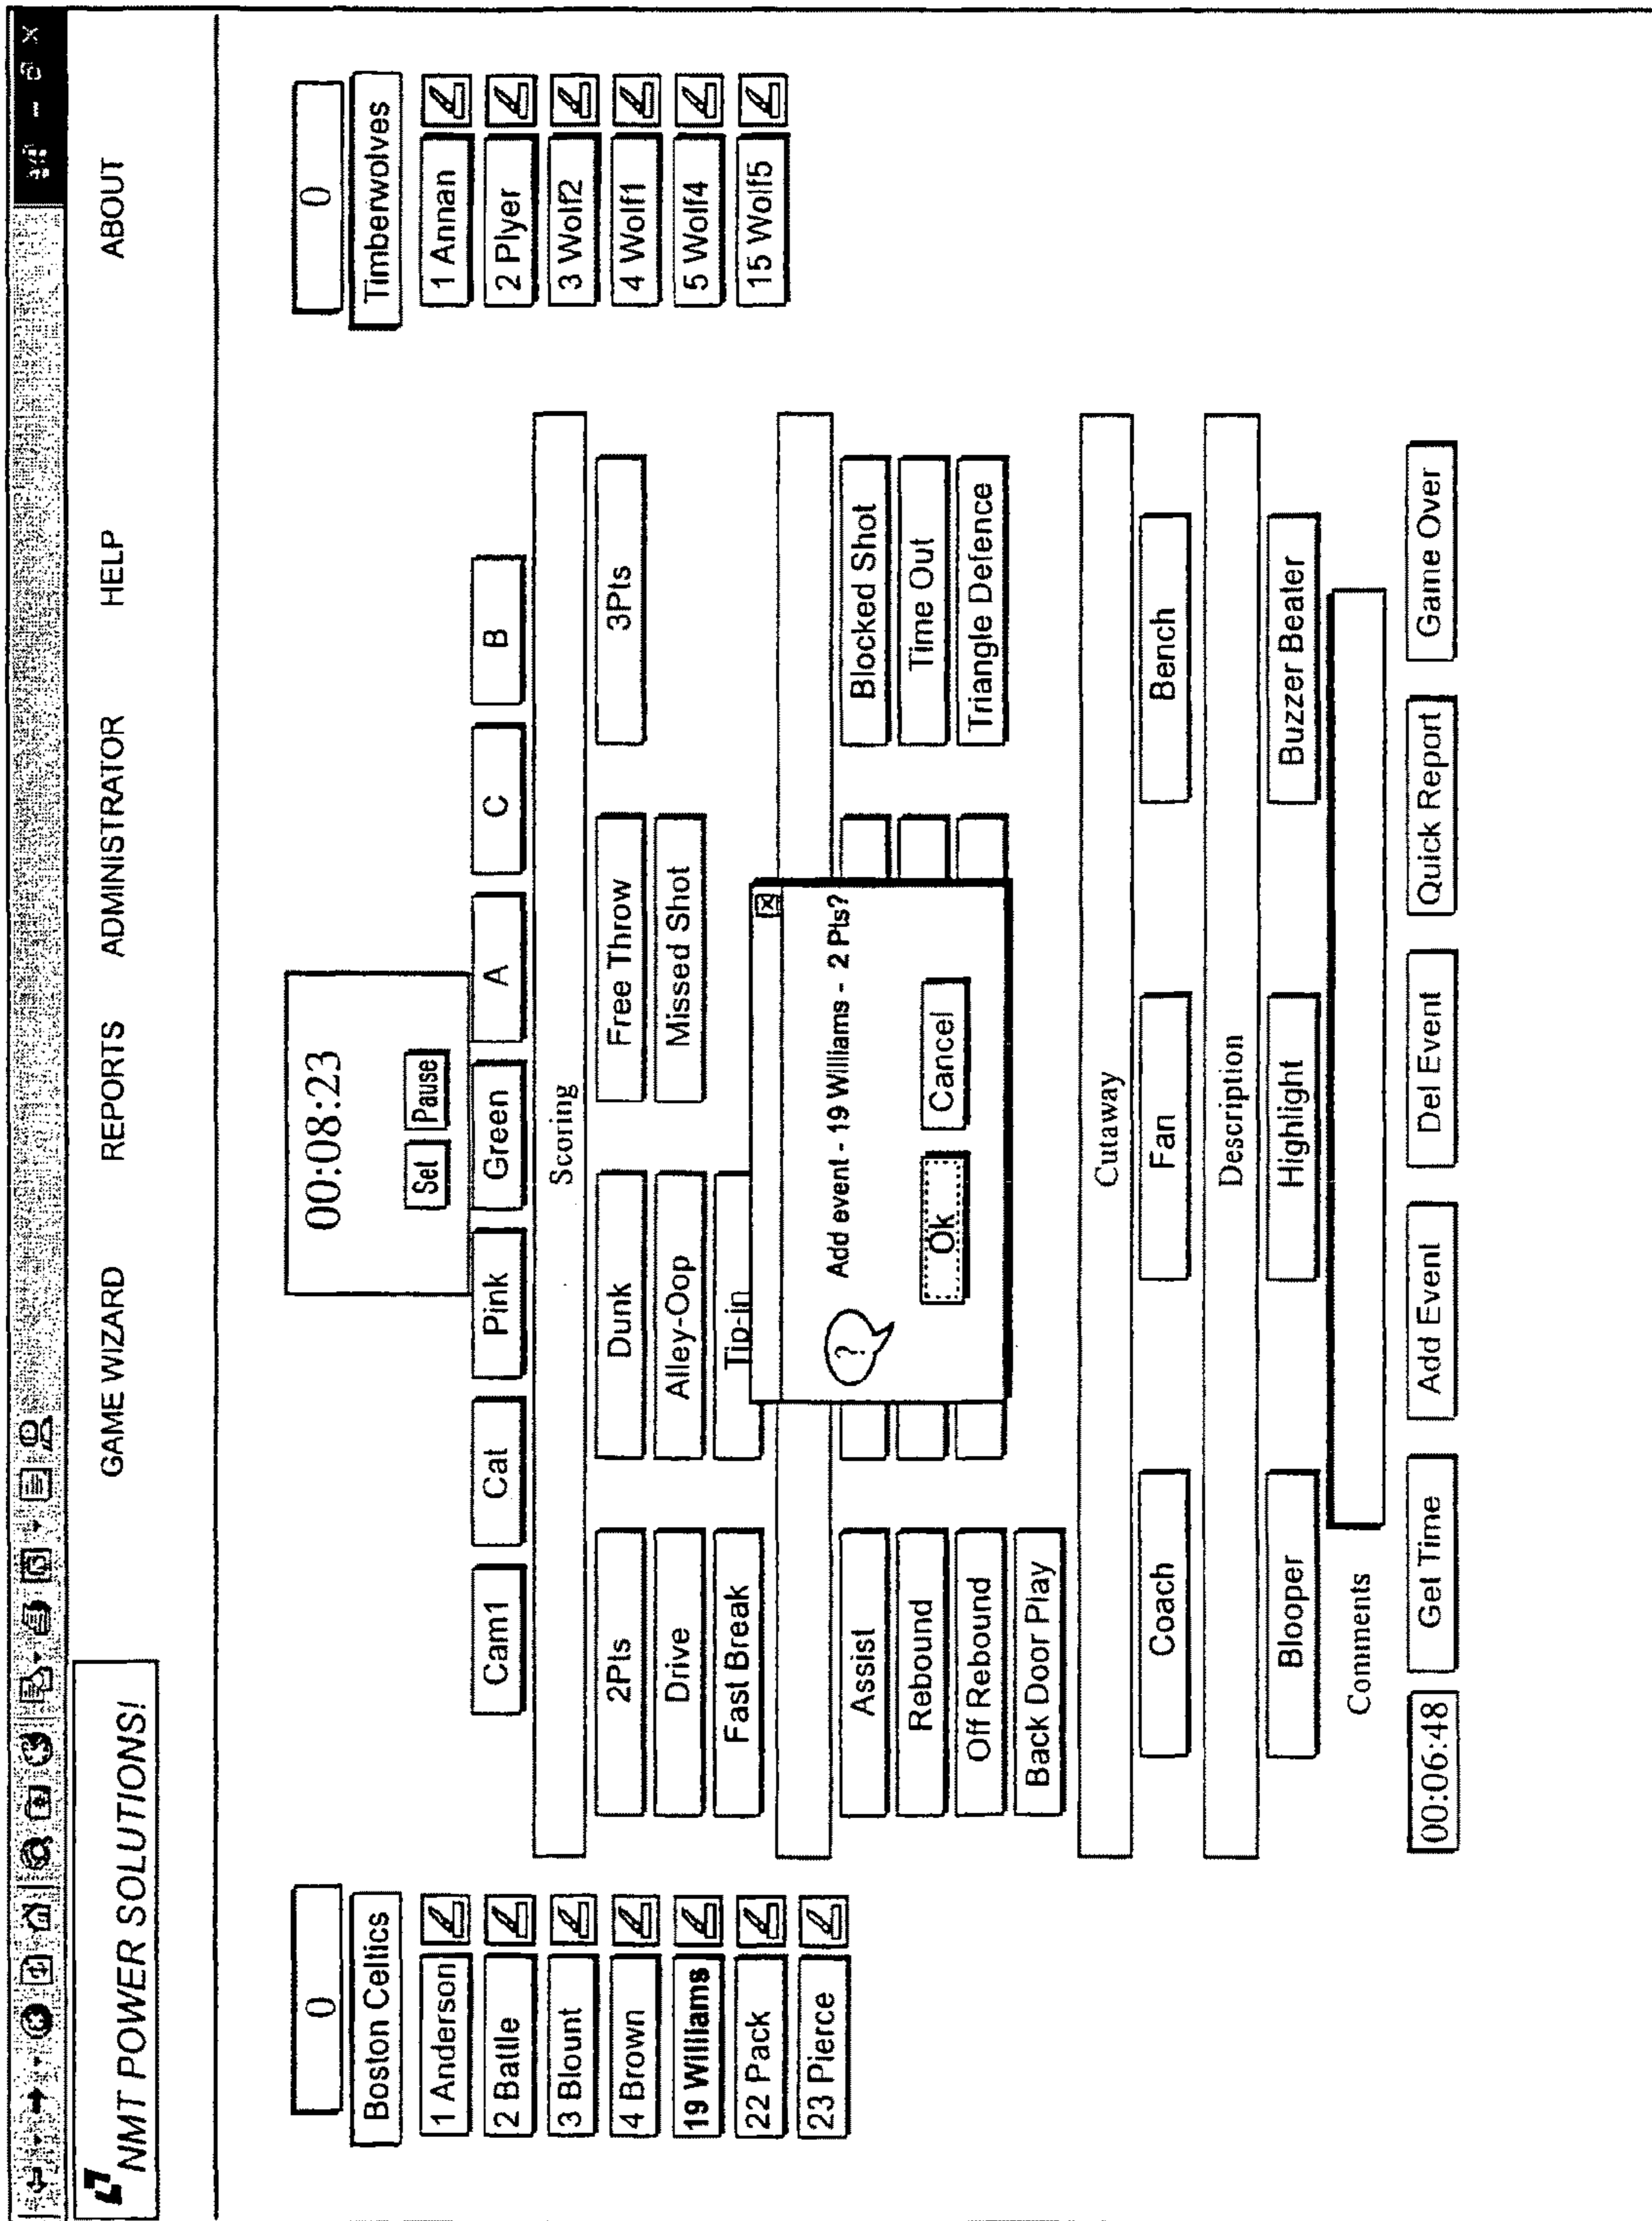 NMT POWER SOLUTIONS!
GAME WIZARD REPORTS ADMINISTRATOR HELP ABOUT
0 00:08:23 0
Boston Celtics Timberwolves
Set Pause
1 Anderson 1 Annan
Cam1 Cat Pink Green A C B
2 Battle 2 Plyer
Scoring
3 Blount 3 Wolf2
2Pts Dunk Free Throw 3Pts
4 Brown 4 Wolf1
Drive Alley-Oop Missed Shot
19 Williams 5 Wolf4
Fast Break Tip-in
22 Pack 15 Wolf5
23 Pierce
? Add event - 19 Williams - 2 Pts?
Ok Cancel
Assist Blocked Shot
Rebound Time Out
Off Rebound Triangle Defence
Back Door Play
Cutaway
Coach Fan Bench
Description
Blooper Highlight Buzzer Beater
Comments
00:06:48 Get Time Add Event Del Event Quick Report Game Over